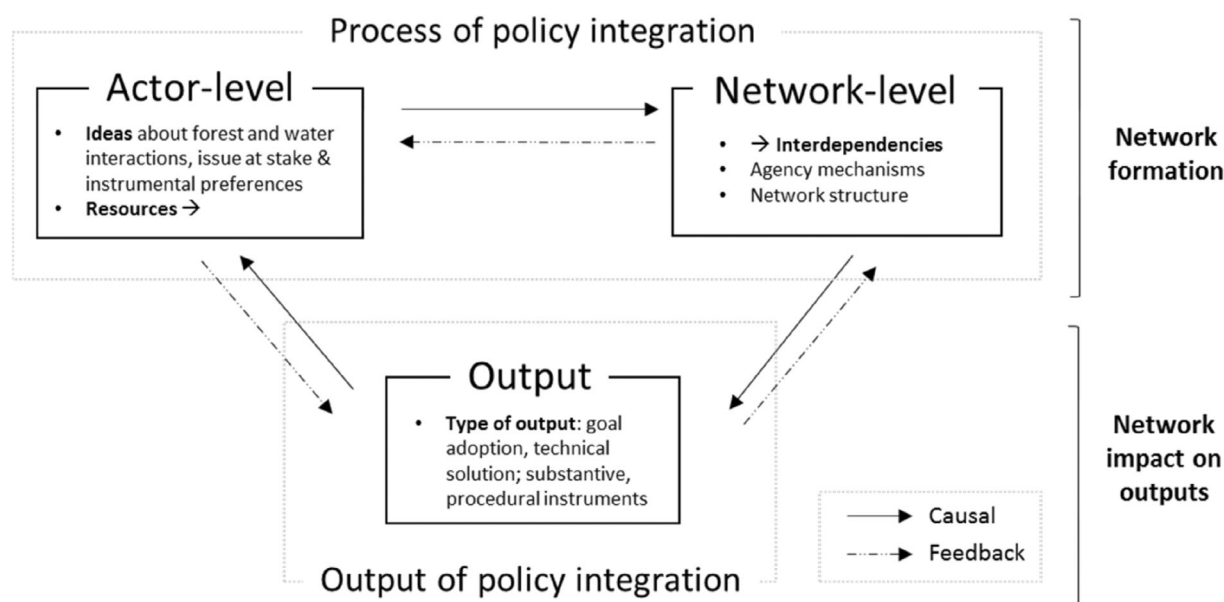 Process of policy integration
Actor-level
• Ideas about forest and water
interactions, issue at stake &
instrumental preferences
• Resources →
Network-level
• → Interdependencies
• Agency mechanisms
• Network structure
Network
formation
Output
• Type of output: goal
adoption, technical
solution; substantive,
procedural instruments
Output of policy integration
Causal
Feedback
Network
impact on
outputs